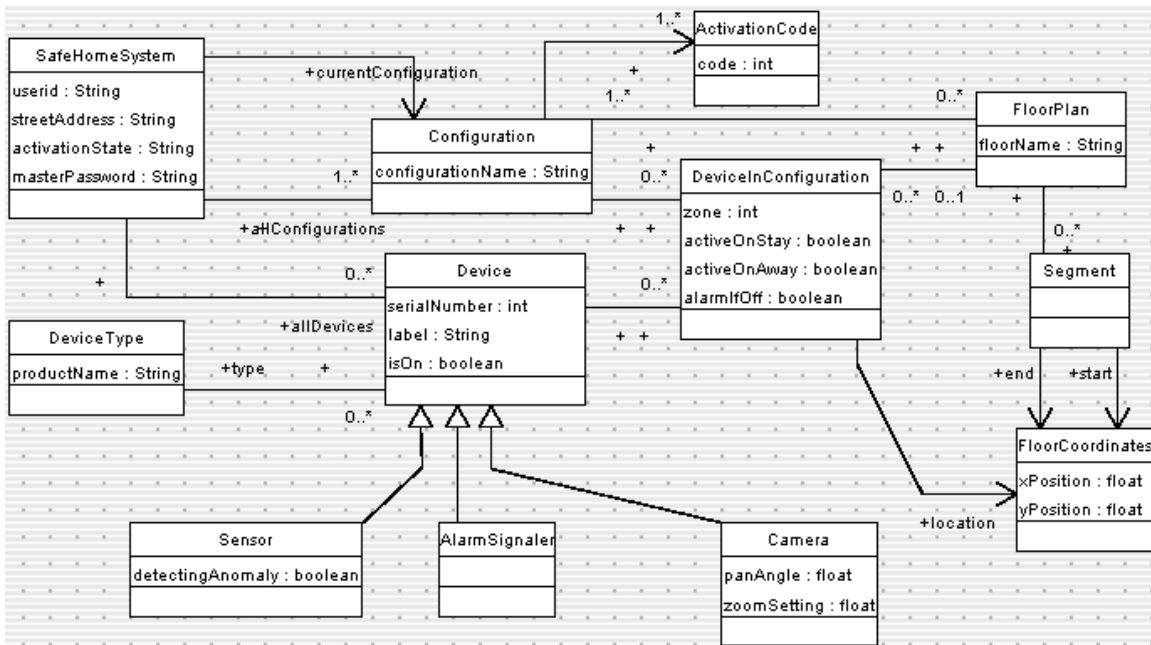 SafeHomeSystem
userid : String
streetAddress : String
activationState : String
masterPassword : String
+currentConfiguration
1..*
ActivationCode
code : int
+
1..*
Configuration
configurationName : String
0..*
FloorPlan
floorName : String
+
+
+
1..*
+allConfigurations
0..*
DeviceInConfiguration
zone : int
activeOnStay : boolean
activeOnAway : boolean
alarmIfOff : boolean
0..*
0..1
+
+
+
0..*
+
Segment
+
0..*
Device
serialNumber : int
label : String
isOn : boolean
0..*
+allDevices
+
+
DeviceType
productName : String
+type
+
0..*
+end
+start
FloorCoordinates
xPosition : float
yPosition : float
+location
Sensor
detectingAnomaly : boolean
AlarmSignaler
Camera
panAngle : float
zoomSetting : float